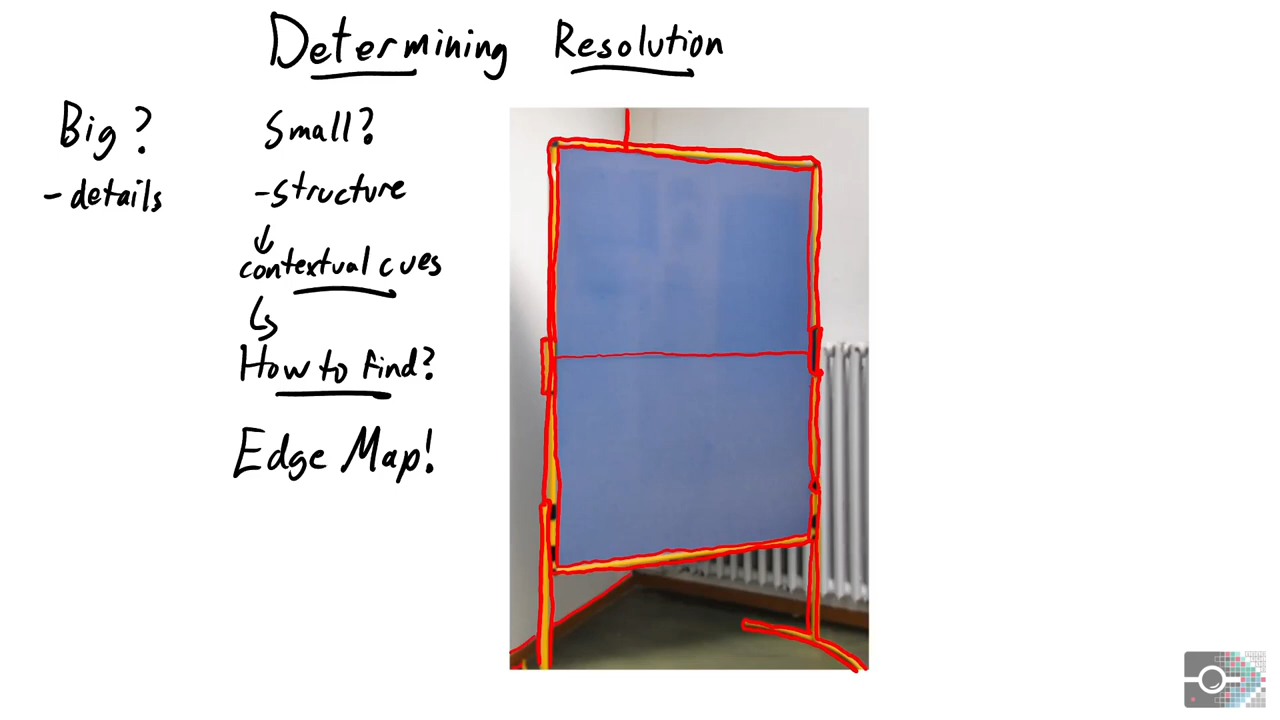 Determining Resolution
Big?
- details
Small?
- structure
↓
contextual cues
↳
How to find?
Edge Map!